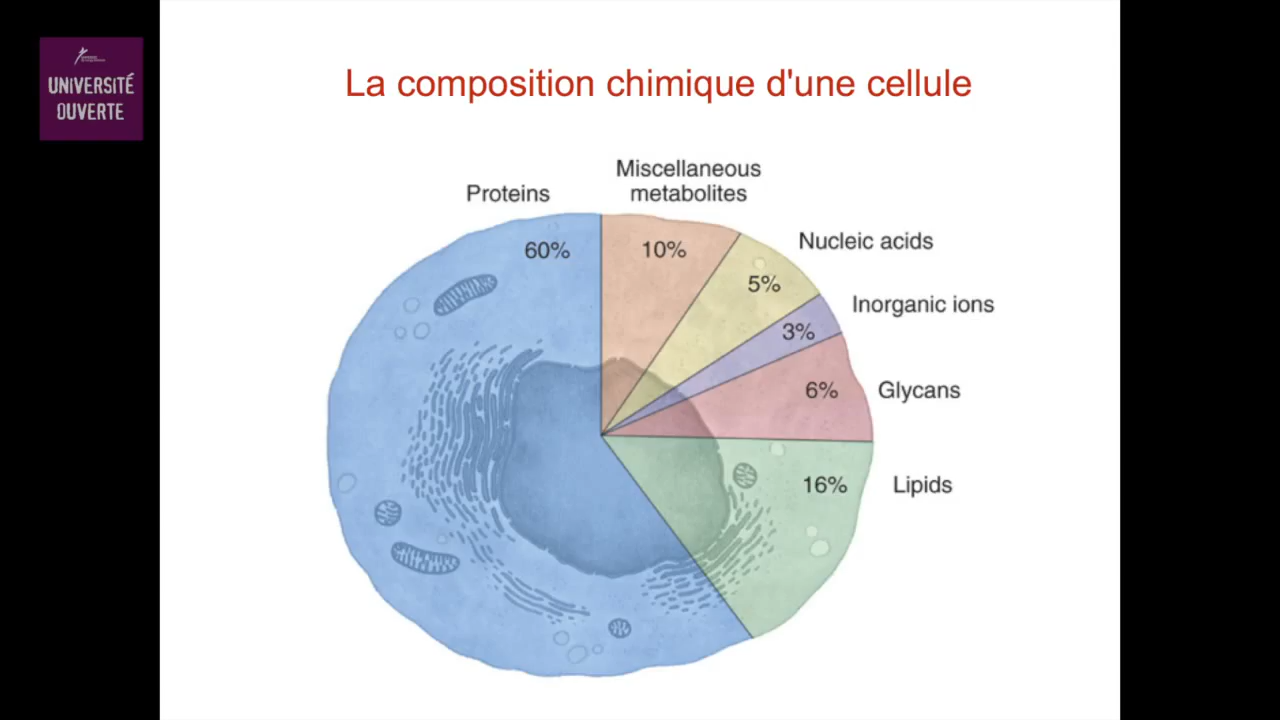 UNIVERSITÉ
OUVERTE
La composition chimique d'une cellule
Proteins
Miscellaneous
metabolites
Nucleic acids
Inorganic ions
Glycans
Lipids
60%
10%
5%
3%
6%
16%